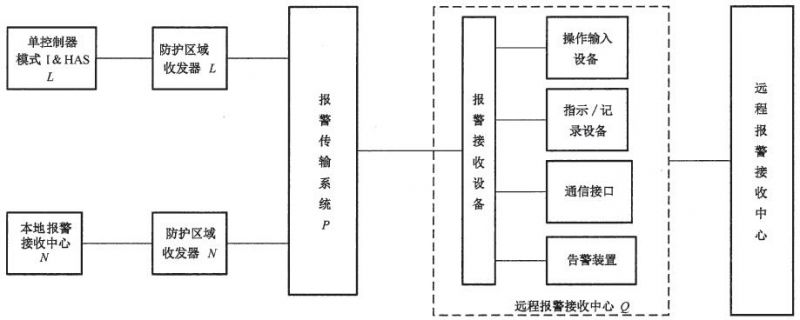 单控制器
模式 I & HAS
L
防护区域
收发器 L
本地报警
接收中心
N
防护区域
收发器 N
报警传输系统 P
报警接收设备
操作输入
设备
指示／记
录设备
通信接口
告警装置
远程报警接收中心 Q
远程报警接收中心